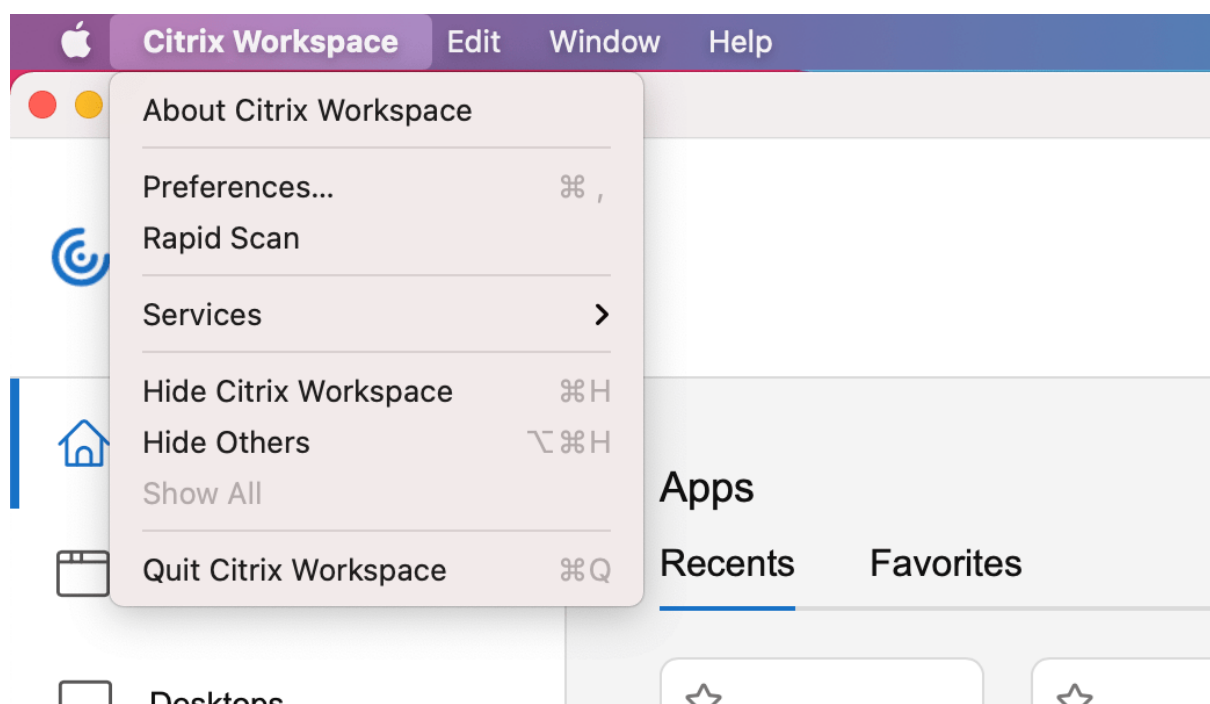 Citrix Workspace Edit Window Help
About Citrix Workspace
Preferences... ⌘ ,
Rapid Scan
Services
Hide Citrix Workspace ⌘H
Hide Others ⌥⌘H
Show All
Quit Citrix Workspace ⌘Q
Apps
Recents Favorites
Desktops